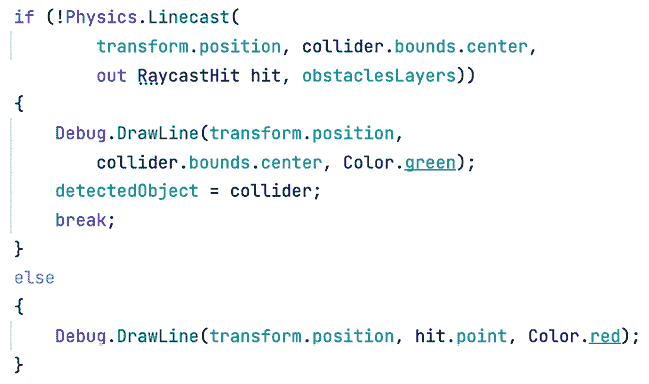 if (!Physics.Linecast(
        transform.position, collider.bounds.center,
        out RaycastHit hit, obstaclesLayers))
{
    Debug.DrawLine(transform.position,
        collider.bounds.center, Color.green);
    detectedObject = collider;
    break;
}
else
{
    Debug.DrawLine(transform.position, hit.point, Color.red);
}